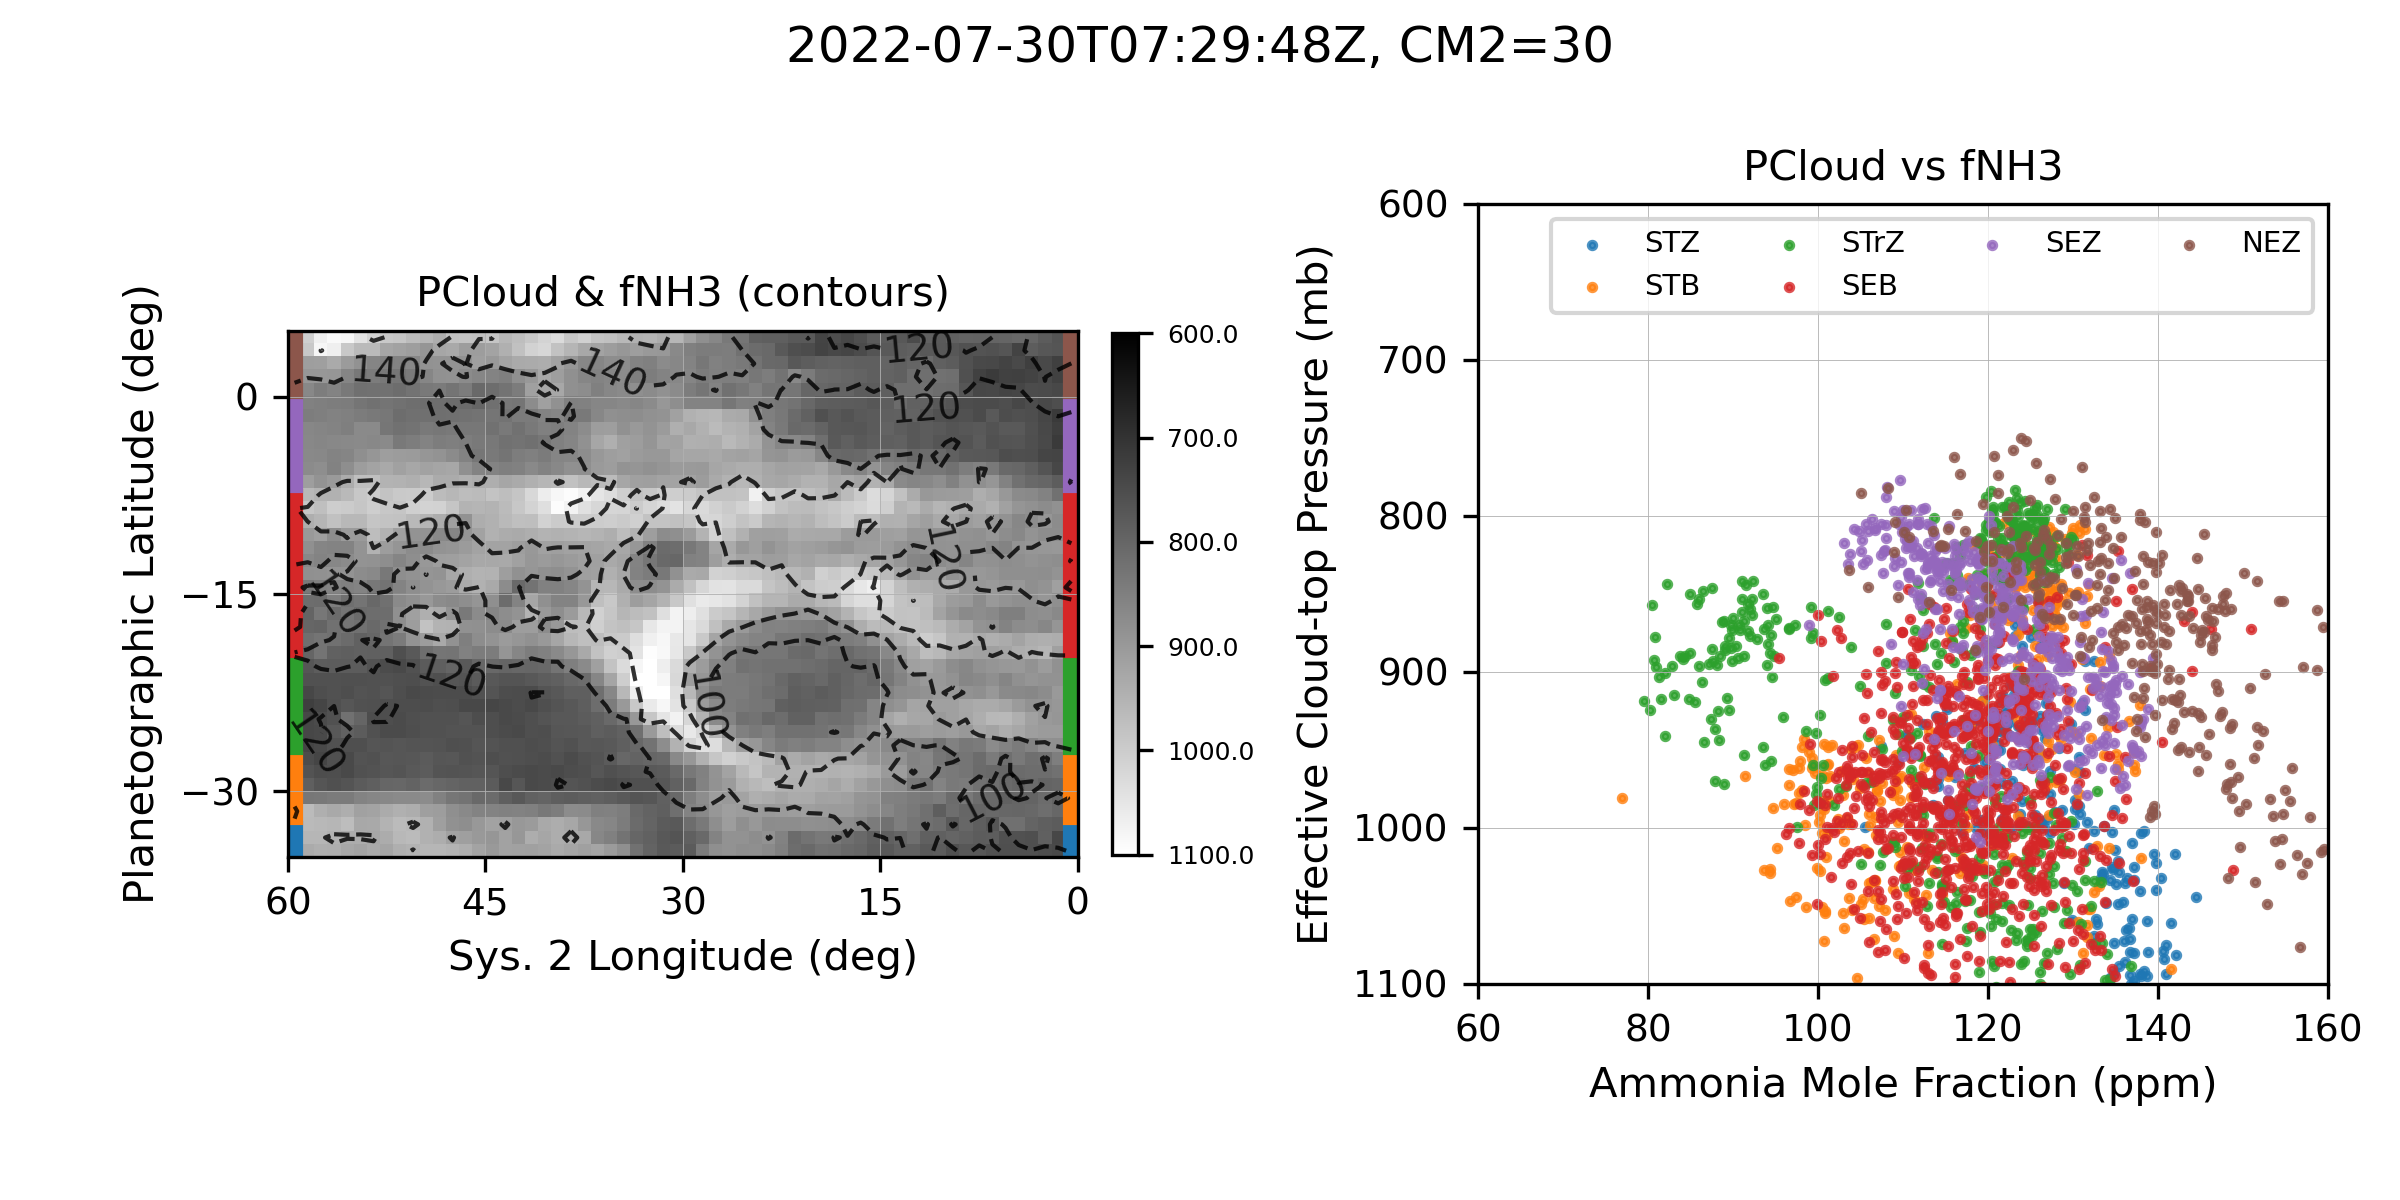 2022-07-30T07:29:48Z, CM2=30
PCloud & fNH3 (contours)
Planetographic Latitude (deg)
0
−15
−30
60 45 30 15 0
Sys. 2 Longitude (deg)
140
140
120
120
120
120
120
120
120
100
100
600.0
700.0
800.0
900.0
1000.0
1100.0
PCloud vs fNH3
Effective Cloud-top Pressure (mb)
600
700
800
900
1000
1100
STZ STrZ SEZ NEZ
STB SEB
60 80 100 120 140 160
Ammonia Mole Fraction (ppm)